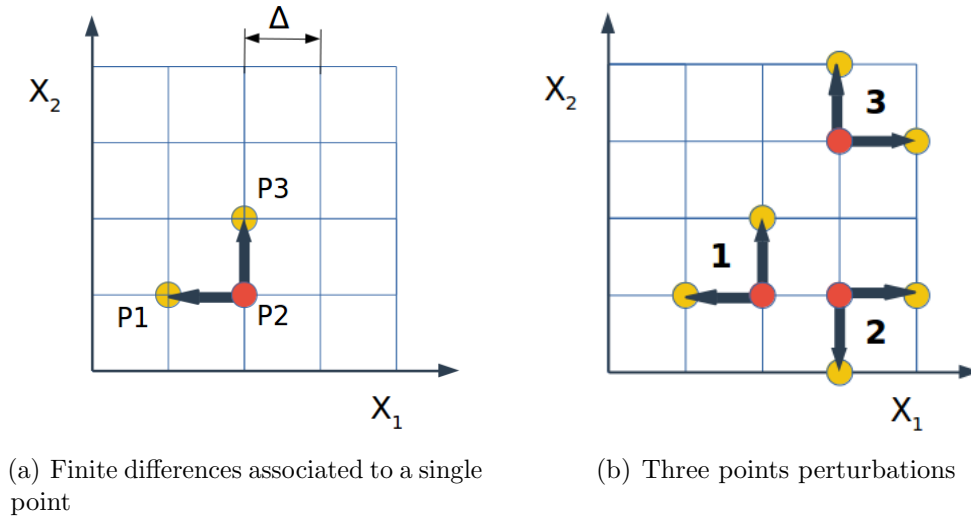 Δ
X₂
P3
P1
P2
X₁
(a) Finite differences associated to a single
point
X₂
3
1
2
X₁
(b) Three points perturbations